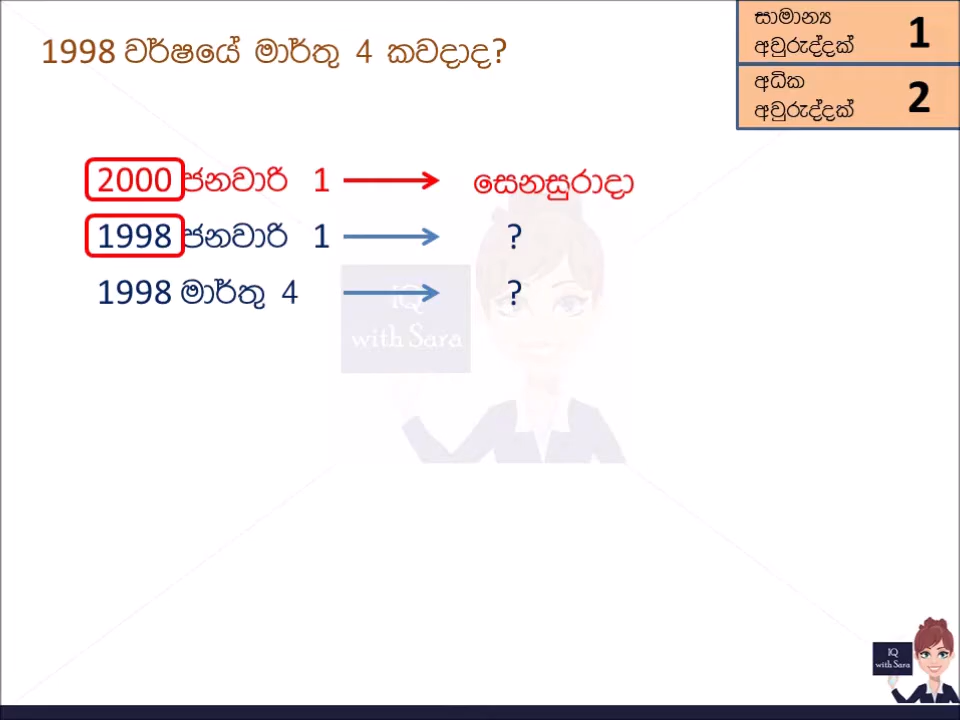 1998 වර්ෂයේ මාර්තු 4 කවදාද?
සාමාන්‍ය අවුරුද්දක් 1
අධික අවුරුද්දක් 2
2000 ජනවාරි 1 සෙනසුරාදා
1998 ජනවාරි 1 ?
1998 මාර්තු 4 ?
IQ
with Sara
IQ
with Sara